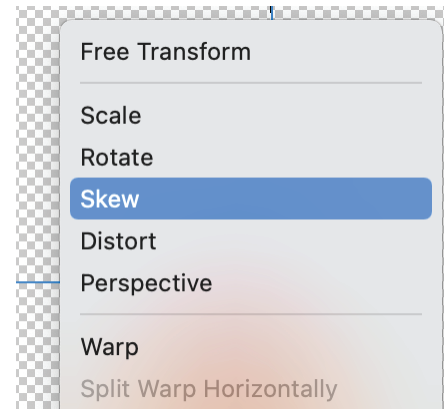 Free Transform
Scale
Rotate
Skew
Distort
Perspective
Warp
Split Warp Horizontally